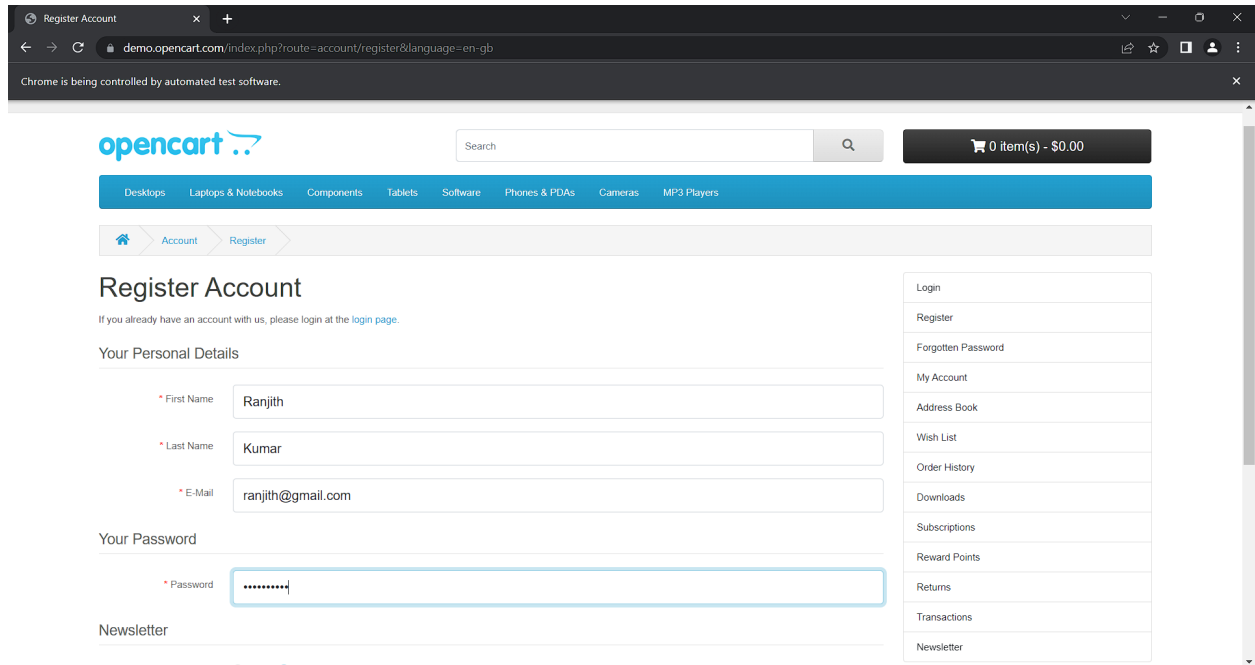 Register Account
demo.opencart.com/index.php?route=account/register&language=en-gb
Chrome is being controlled by automated test software.
opencart
Search
0 item(s) - $0.00
Desktops Laptops & Notebooks Components Tablets Software Phones & PDAs Cameras MP3 Players
Account Register
Register Account
If you already have an account with us, please login at the login page.
Your Personal Details
* First Name Ranjith
* Last Name Kumar
* E-Mail ranjith@gmail.com
Your Password
* Password ••••••••••
Newsletter
Login
Register
Forgotten Password
My Account
Address Book
Wish List
Order History
Downloads
Subscriptions
Reward Points
Returns
Transactions
Newsletter